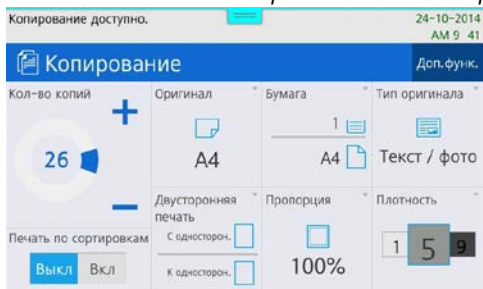 Копирование доступно.
24-10-2014
AM 9 41
Копирование
Доп.функ.
Кол-во копий
26
Печать по сортировкам
Выкл Вкл
Оригинал
A4
Бумага
1
A4
Тип оригинала
Текст / фото
Двусторонняя
печать
С односторон.
К односторон.
Пропорция
100%
Плотность
1 5 9